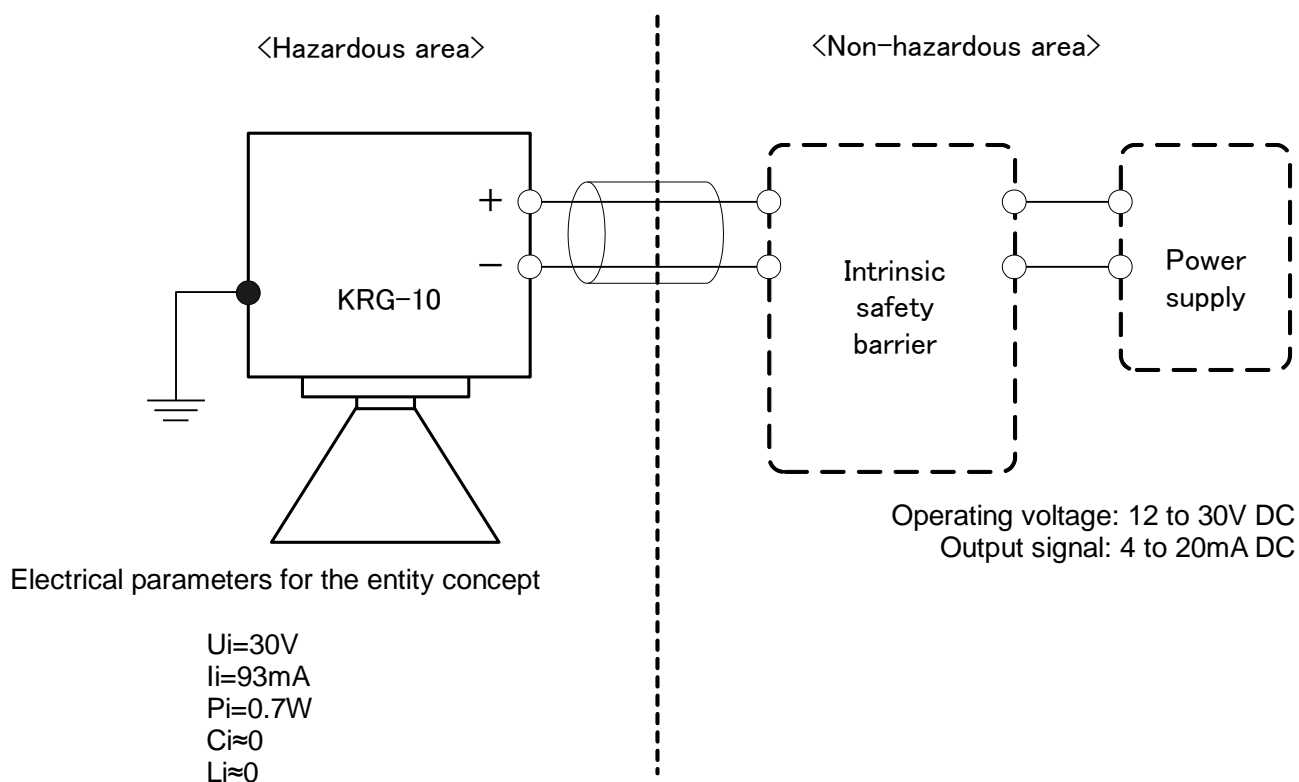 <Hazardous area>
<Non-hazardous area>
+
−
KRG-10
Intrinsic
safety
barrier
Power
supply
Operating voltage: 12 to 30V DC
Output signal: 4 to 20mA DC
Electrical parameters for the entity concept
Ui=30V
Ii=93mA
Pi=0.7W
Ci≈0
Li≈0